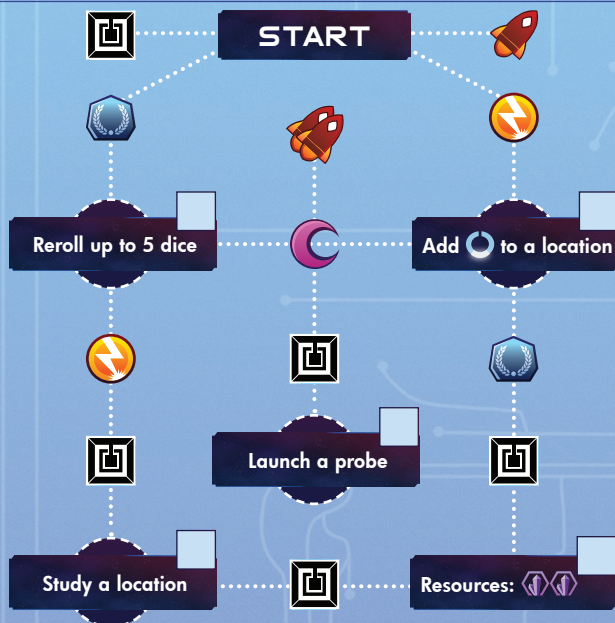 START
Reroll up to 5 dice
Add to a location
Launch a probe
Study a location
Resources: